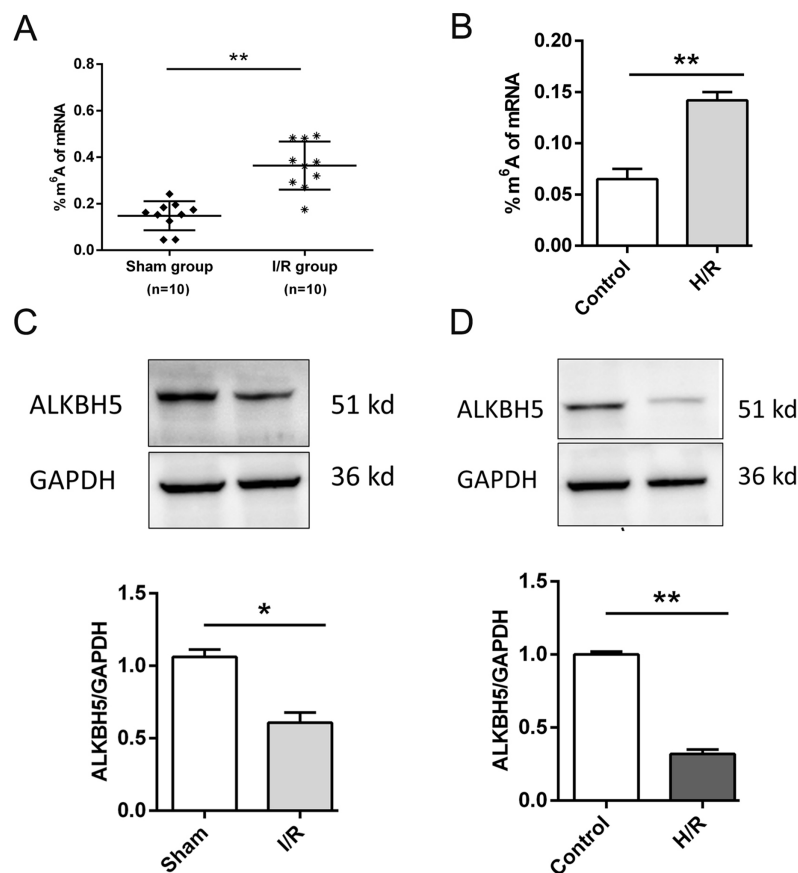 A
**
% m⁶A of mRNA
0.8
0.6
0.4
0.2
0.0
Sham group
I/R group
(n=10)
(n=10)
B
**
% m⁶A of mRNA
0.20
0.15
0.10
0.05
0.00
Control
H/R
C
ALKBH5
51 kd
GAPDH
36 kd
*
ALKBH5/GAPDH
1.5
1.0
0.5
0.0
Sham
I/R
D
ALKBH5
51 kd
GAPDH
36 kd
**
ALKBH5/GAPDH
1.5
1.0
0.5
0.0
Control
H/R